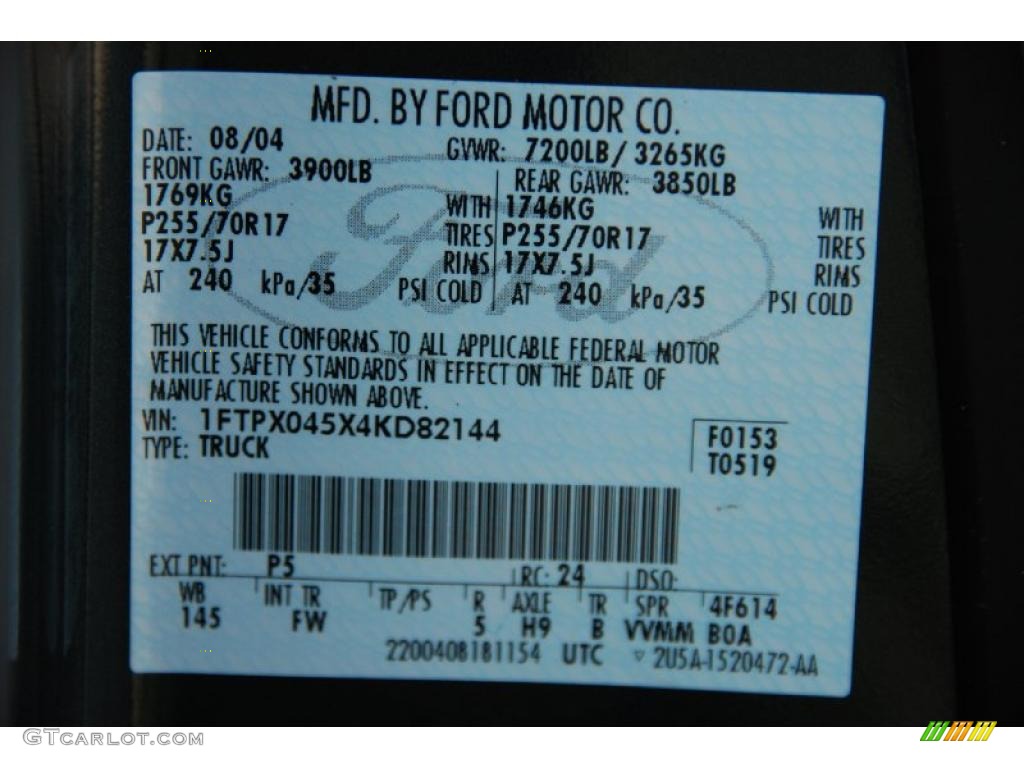 MFD. BY FORD MOTOR CO.
DATE: 08/04 GVWR: 7200LB/ 3265KG
FRONT GAWR: 3900LB REAR GAWR: 3850LB
1769KG WITH 1746KG WITH
P255/70R17 TIRES P255/70R17 TIRES
17X7.5J RIMS 17X7.5J RIMS
AT 240 kPa/35 PSI COLD AT 240 kPa/35 PSI COLD
Ford
THIS VEHICLE CONFORMS TO ALL APPLICABLE FEDERAL MOTOR
VEHICLE SAFETY STANDARDS IN EFFECT ON THE DATE OF
MANUFACTURE SHOWN ABOVE.
VIN: 1FTPX045X4KD82144
TYPE: TRUCK
F0153
T0519
EXT PNT: P5 RC: 24 DSO:
WB INT TR TP/PS R AXLE TR SPR 4F614
145 FW 5 H9 B VVMM BOA
2200408181154 UTC ▽ 2U5A-1520472-AA
GTCARLOT.COM